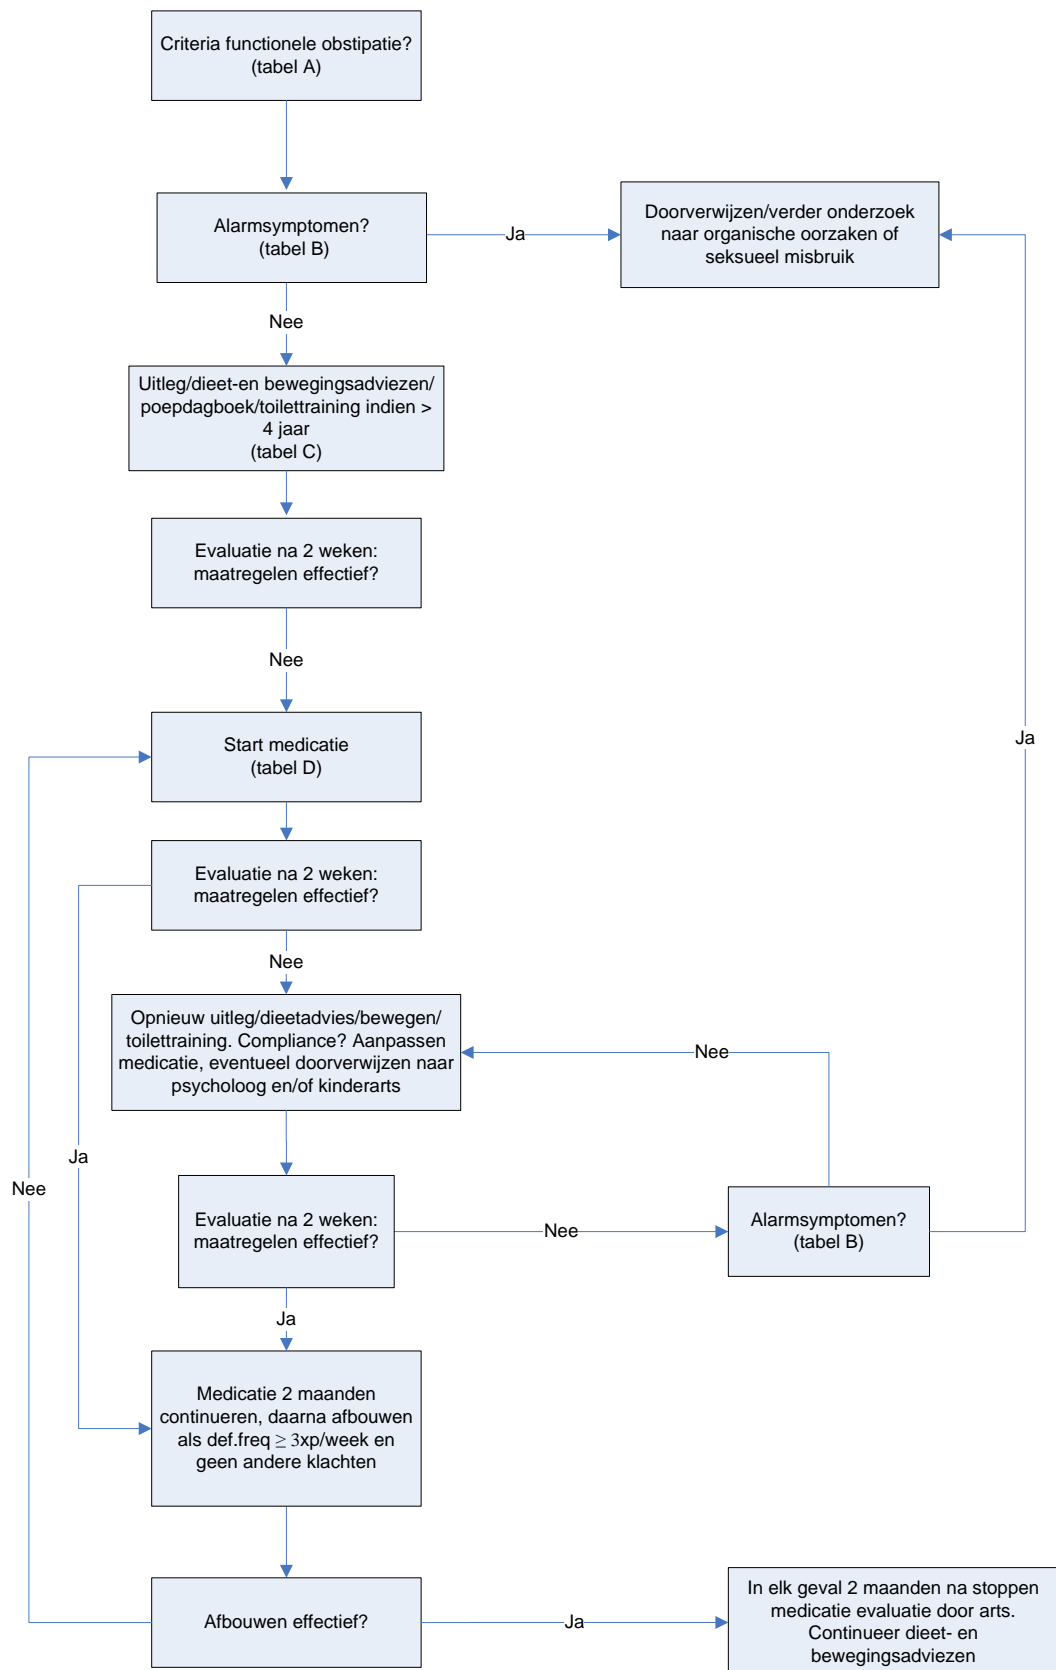 Criteria functionele obstipatie?
(tabel A)
Alarmsymptomen?
(tabel B)
Ja
Doorverwijzen/verder onderzoek
naar organische oorzaken of
seksueel misbruik
Nee
Uitleg/dieet-en bewegingsadviezen/
poepdagboek/toilettraining indien >
4 jaar
(tabel C)
Evaluatie na 2 weken:
maatregelen effectief?
Nee
Start medicatie
(tabel D)
Ja
Evaluatie na 2 weken:
maatregelen effectief?
Nee
Opnieuw uitleg/dieetadvies/bewegen/
toilettraining. Compliance? Aanpassen
medicatie, eventueel doorverwijzen naar
psycholoog en/of kinderarts
Nee
Ja
Nee
Evaluatie na 2 weken:
maatregelen effectief?
Nee
Alarmsymptomen?
(tabel B)
Ja
Medicatie 2 maanden
continueren, daarna afbouwen
als def.freq ≥ 3xp/week en
geen andere klachten
Afbouwen effectief?
Ja
In elk geval 2 maanden na stoppen
medicatie evaluatie door arts.
Continueer dieet- en
bewegingsadviezen